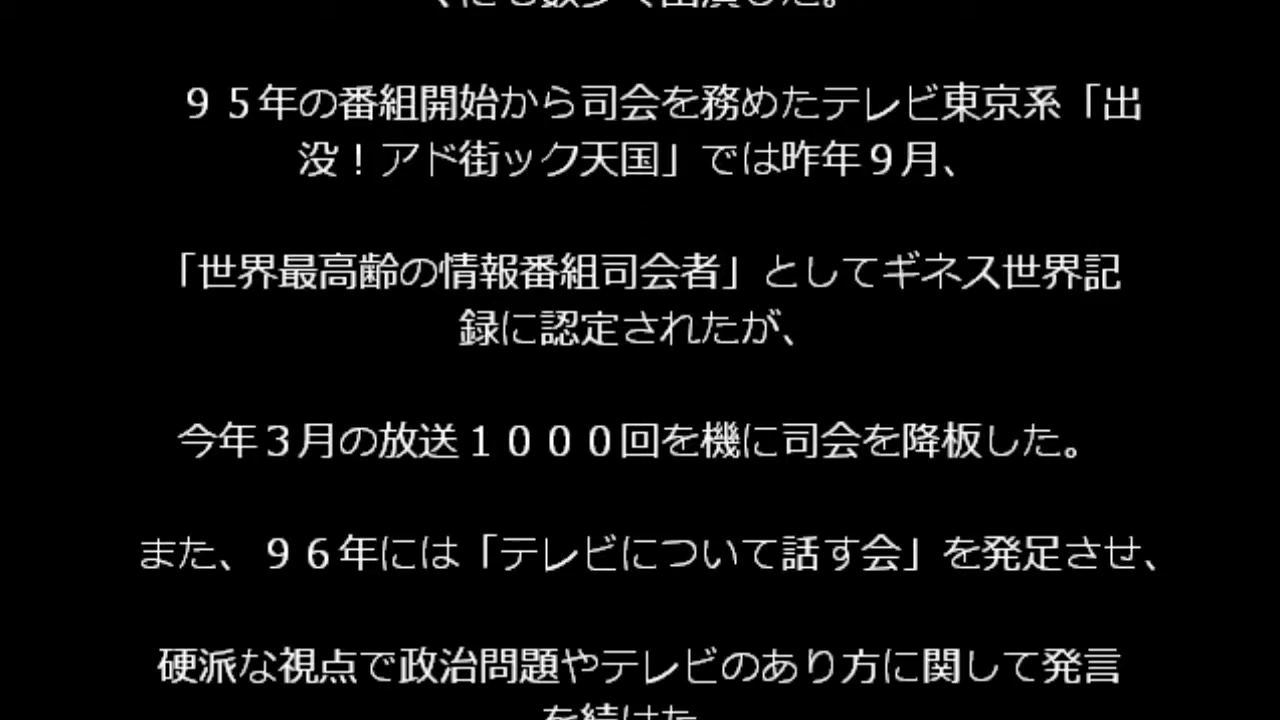 ９５年の番組開始から司会を務めたテレビ東京系「出
没！アド街ック天国」では昨年９月、
「世界最高齢の情報番組司会者」としてギネス世界記
録に認定されたが、
今年３月の放送１０００回を機に司会を降板した。
また、９６年には「テレビについて話す会」を発足させ、
硬派な視点で政治問題やテレビのあり方に関して発言
を続けた